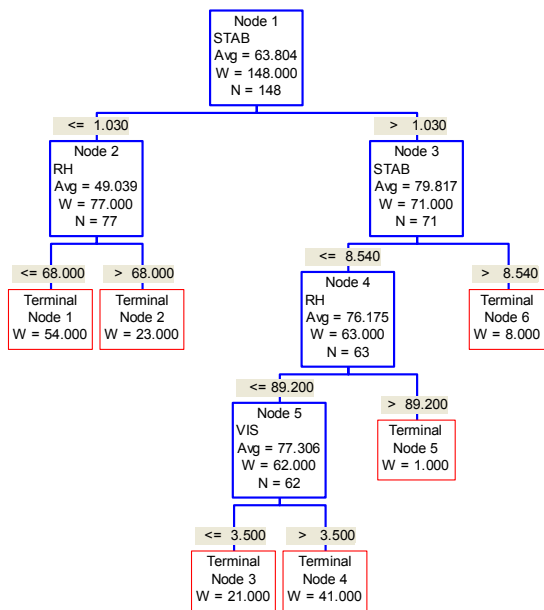 Node 1
STAB
Avg = 63.804
W = 148.000
N = 148
<= 1.030
> 1.030
Node 2
RH
Avg = 49.039
W = 77.000
N = 77
Node 3
STAB
Avg = 79.817
W = 71.000
N = 71
<= 68.000
> 68.000
<= 8.540
> 8.540
Terminal
Node 1
W = 54.000
Terminal
Node 2
W = 23.000
Node 4
RH
Avg = 76.175
W = 63.000
N = 63
Terminal
Node 6
W = 8.000
<= 89.200
> 89.200
Node 5
VIS
Avg = 77.306
W = 62.000
N = 62
Terminal
Node 5
W = 1.000
<= 3.500
> 3.500
Terminal
Node 3
W = 21.000
Terminal
Node 4
W = 41.000